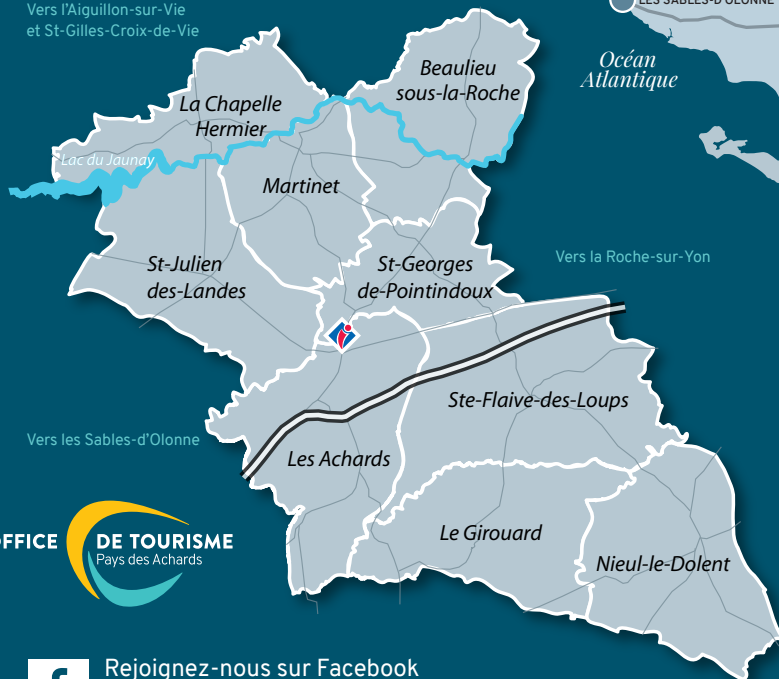 Vers l'Aiguillon-sur-Vie
et St-Gilles-Croix-de-Vie
LES SABLES-D'OLONNE
Océan
Atlantique
Beaulieu
sous-la-Roche
La Chapelle
Hermier
Lac du Jaunay
Martinet
St-Julien
des-Landes
St-Georges
de-Pointindoux
Vers la Roche-sur-Yon
Ste-Flaive-des-Loups
Vers les Sables-d'Olonne
Les Achards
Le Girouard
Nieul-le-Dolent
OFFICE DE TOURISME
Pays des Achards
f
Rejoignez-nous sur Facebook